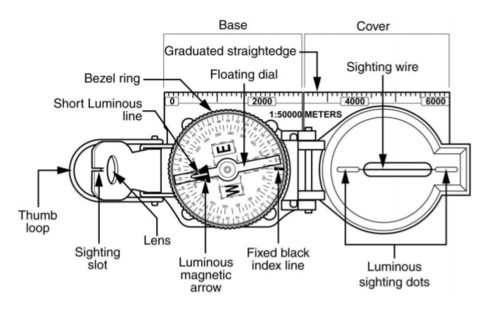 Base
Cover
Graduated straightedge
Bezel ring
Floating dial
Sighting wire
Short Luminous
line
0
2000
4000
6000
1:50000 METERS
E
W
Thumb
loop
Sighting
slot
Lens
Luminous
magnetic
arrow
Fixed black
index line
Luminous
sighting dots